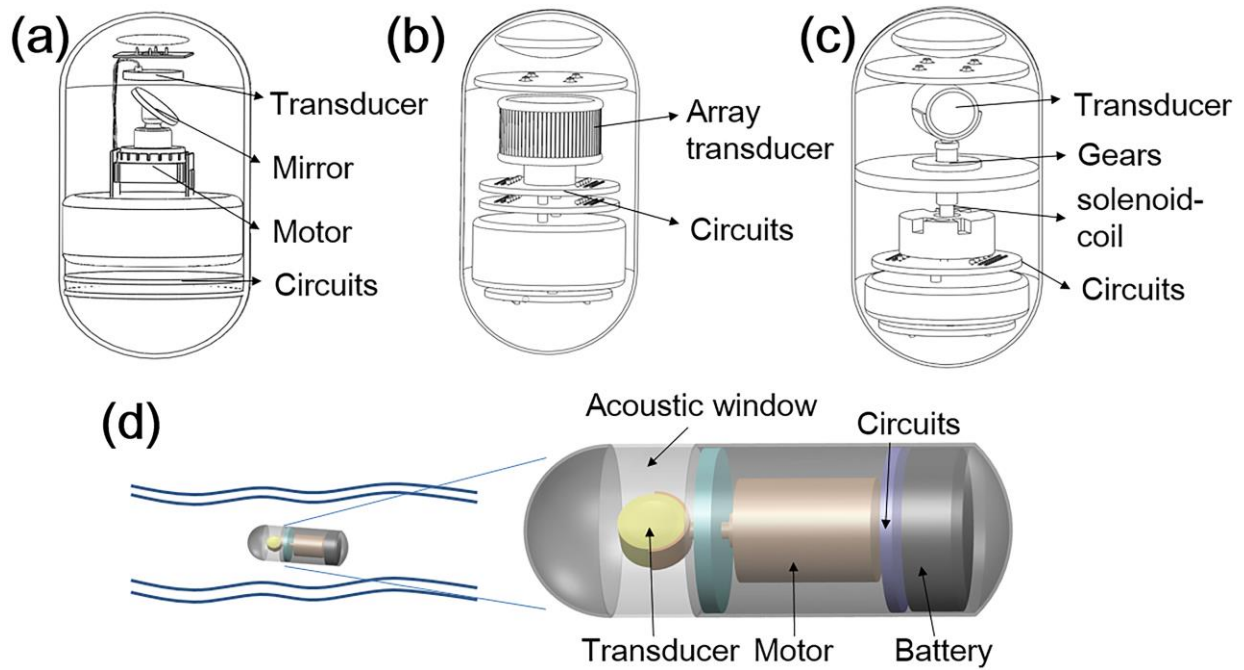 (a)
Transducer
Mirror
Motor
Circuits
(b)
Array
transducer
Circuits
(c)
Transducer
Gears
solenoid-
coil
Circuits
(d)
Acoustic window
Circuits
Transducer
Motor
Battery